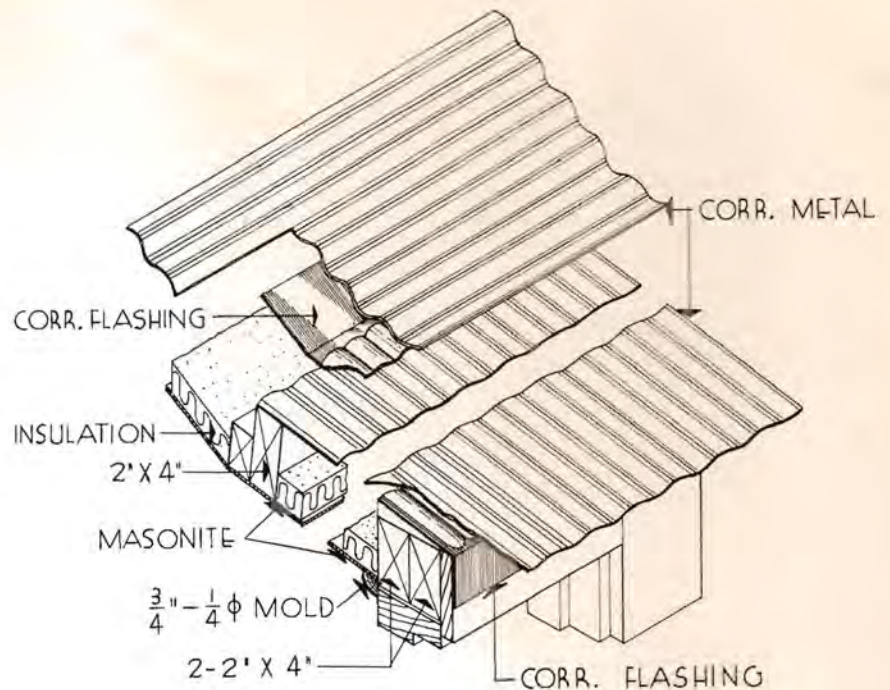 CORR. METAL
CORR. FLASHING
INSULATION
2" X 4"
MASONITE
3/4" - 1/4 ϕ MOLD
2-2" X 4"
CORR. FLASHING